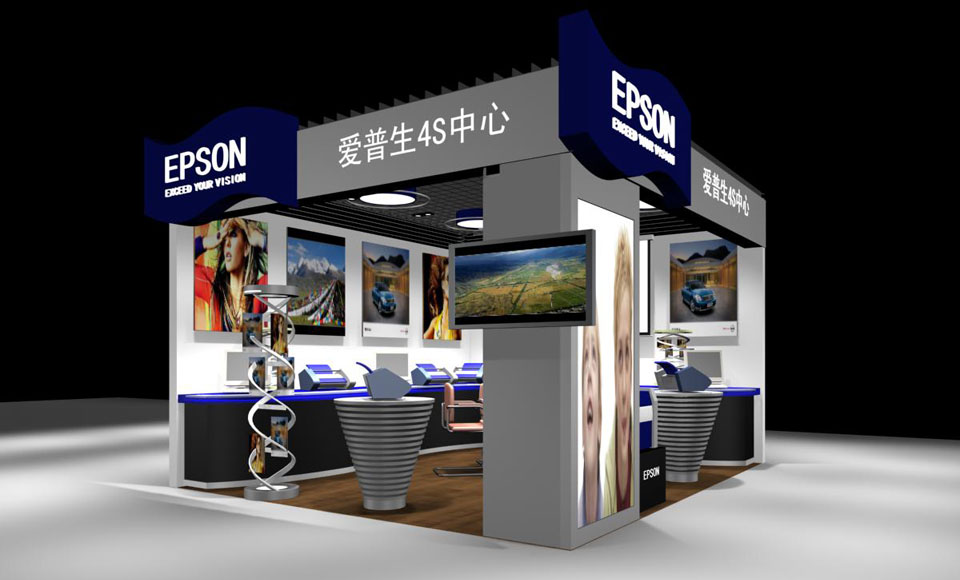 EPSON
EXCEED YOUR VISION
爱普生4S中心
EPSON
EXCEED YOUR VISION
爱普生4S中心
EPSON